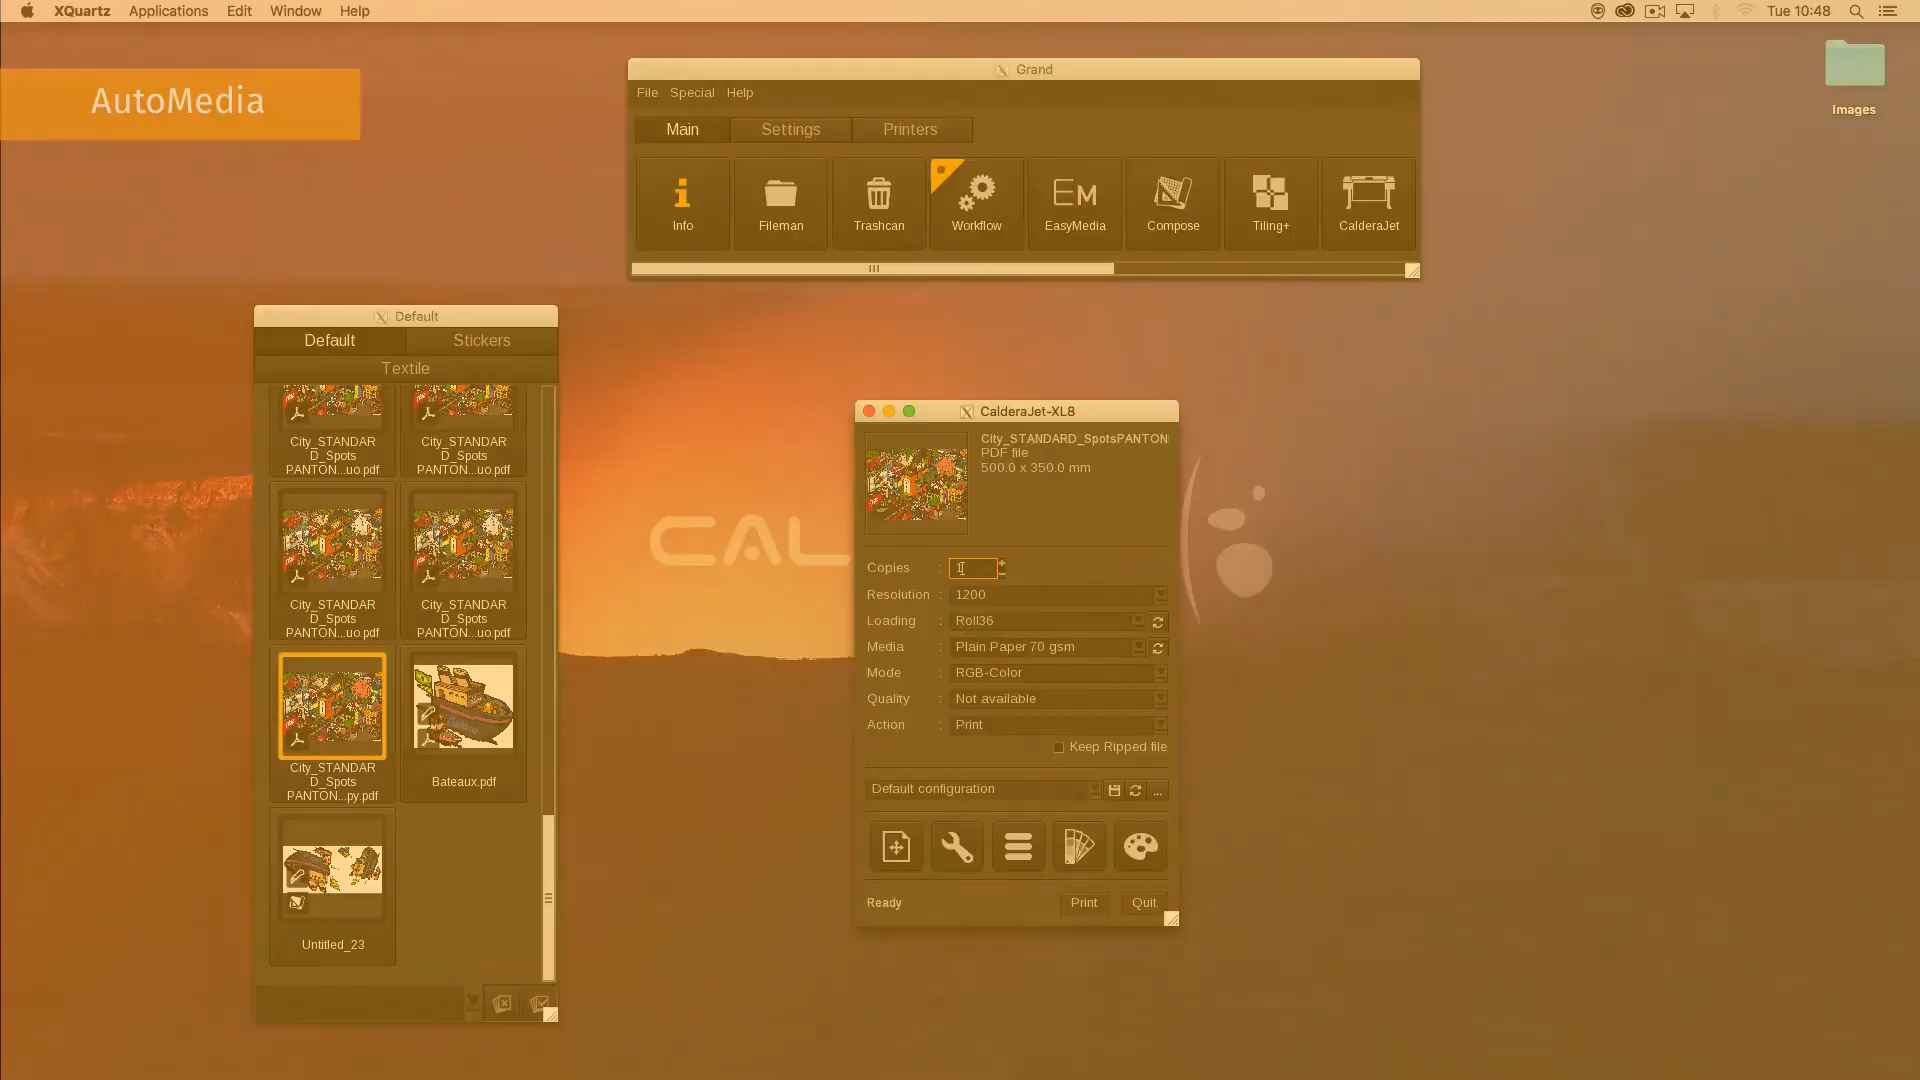 XQuartz Applications Edit Window Help
Tue 10:48
AutoMedia
Images
Grand
File Special Help
Main Settings Printers
Info Fileman Trashcan Workflow EM EasyMedia Compose Tiling+ CalderaJet
Default
Default Stickers
Textile
City_STANDAR City_STANDAR
D_Spots D_Spots
PANTON...uo.pdf PANTON...uo.pdf
City_STANDAR City_STANDAR
D_Spots D_Spots
PANTON...uo.pdf PANTON...uo.pdf
City_STANDAR
D_Spots
PANTON...py.pdf
Bateaux.pdf
Untitled_23
CAL
CalderaJet-XL8
City_STANDARD_SpotsPANTON
PDF file
500.0 x 350.0 mm
Copies : 1
Resolution : 1200
Loading : Roll36
Media : Plain Paper 70 gsm
Mode : RGB-Color
Quality : Not available
Action : Print
Keep Ripped file
Default configuration
...
Ready Print Quit